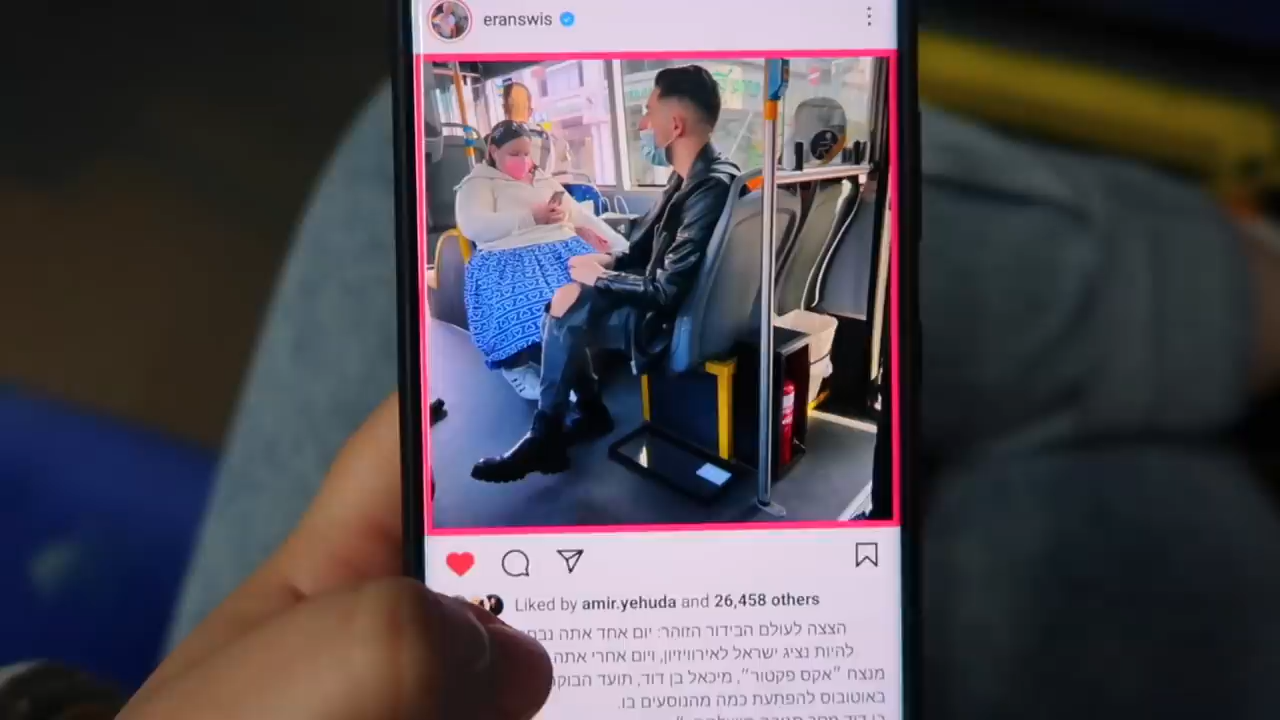 eranswis
Liked by amir.yehuda and 26,458 others
הצצה לעולם הבידור הזוהר: יום אחד אתה
להיות נציג ישראל לאירוויזיון, ויום אחרי אתה
מנצח "אקס פקטור", מיכאל בן דוד, תועד הבוקר
באוטובוס להפתעת כמה מהנוסעים בו.